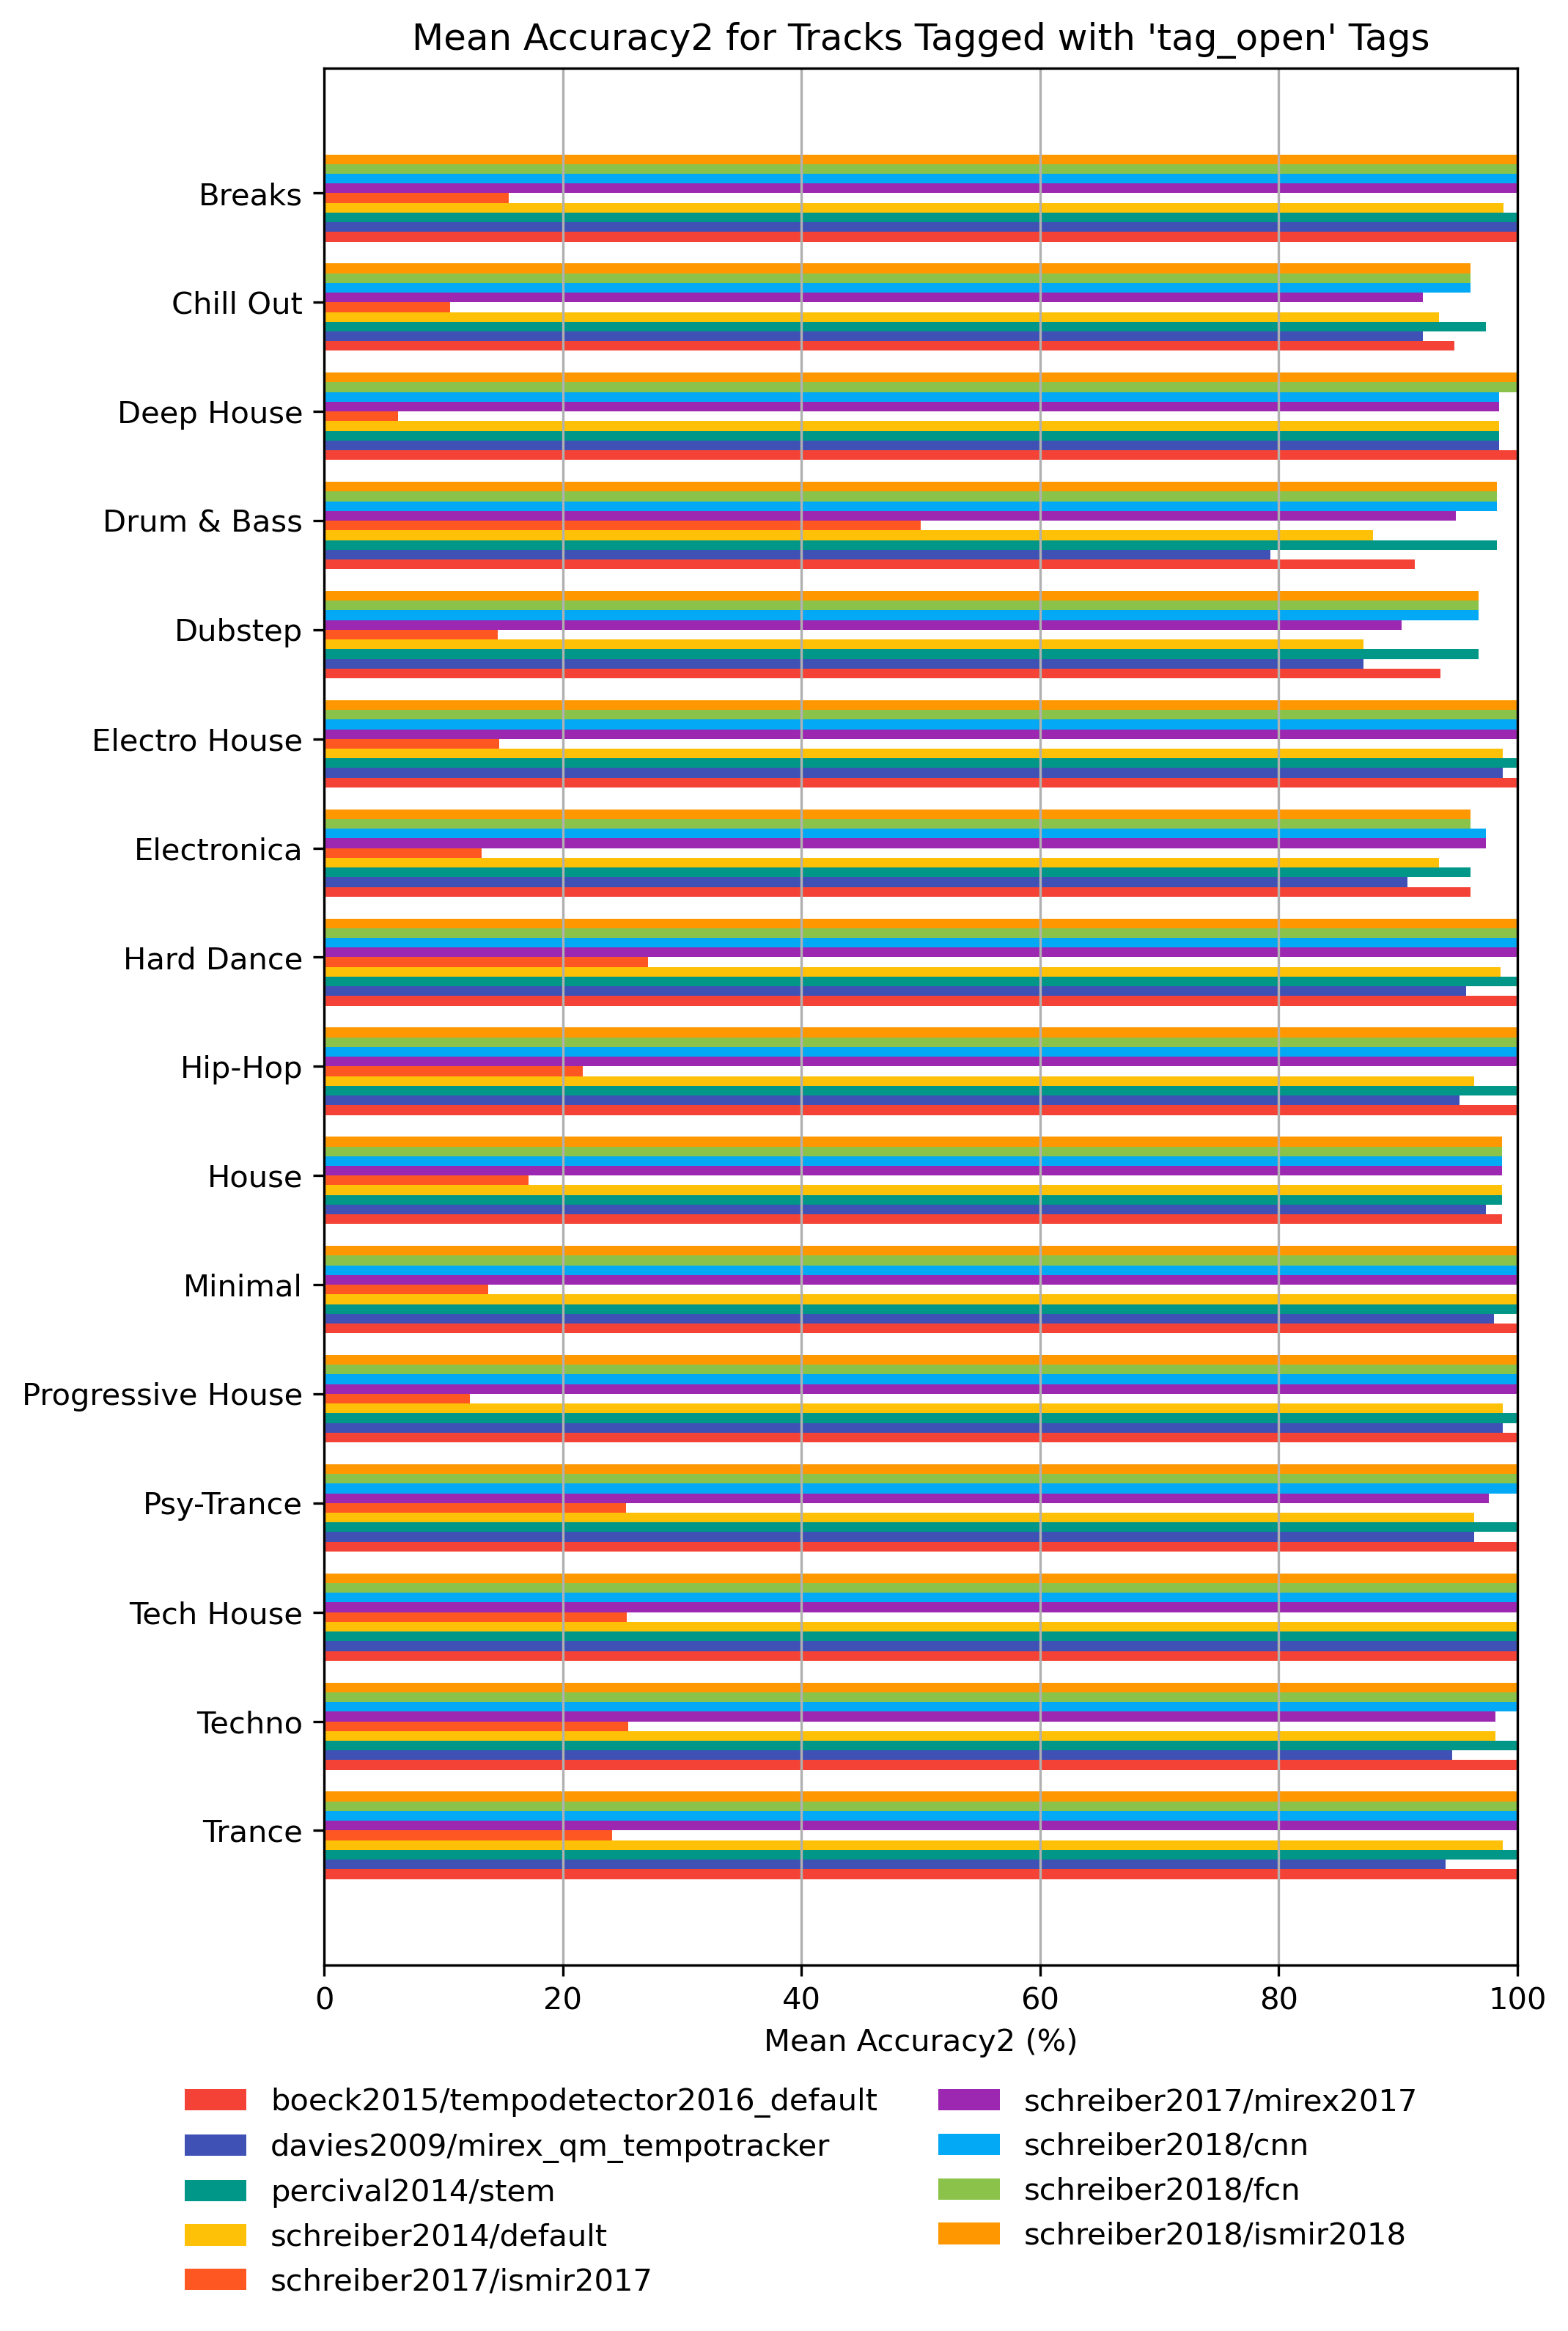 Mean Accuracy2 for Tracks Tagged with 'tag_open' Tags
Breaks
Chill Out
Deep House
Drum & Bass
Dubstep
Electro House
Electronica
Hard Dance
Hip-Hop
House
Minimal
Progressive House
Psy-Trance
Tech House
Techno
Trance
0 20 40 60 80 100
Mean Accuracy2 (%)
boeck2015/tempodetector2016_default
davies2009/mirex_qm_tempotracker
percival2014/stem
schreiber2014/default
schreiber2017/ismir2017
schreiber2017/mirex2017
schreiber2018/cnn
schreiber2018/fcn
schreiber2018/ismir2018